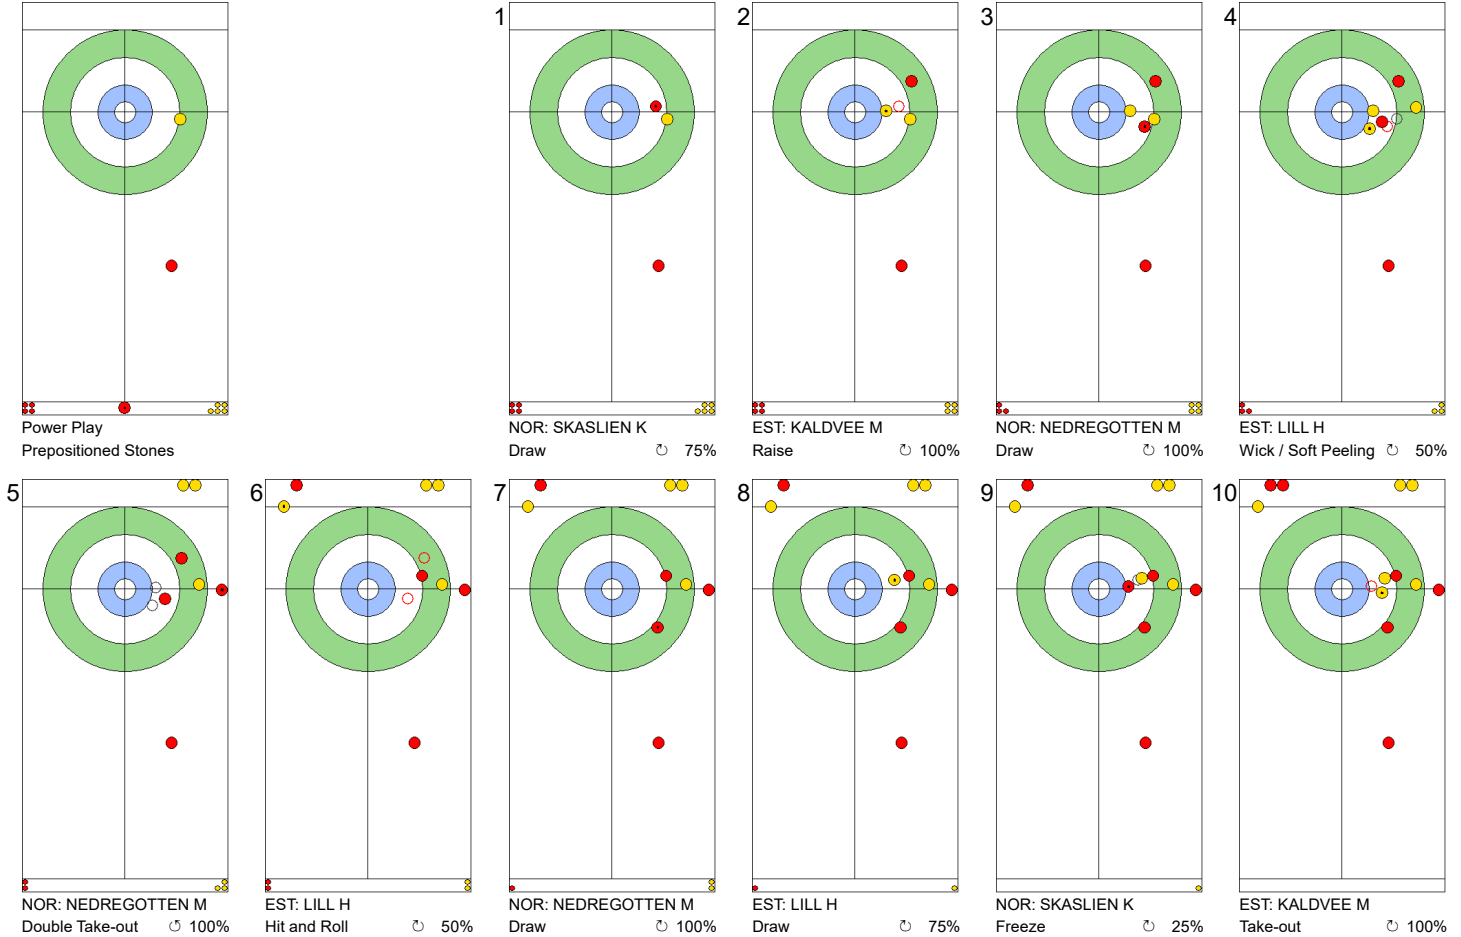 1
2
3
4
Power Play
Prepositioned Stones
NOR: SKASLIEN K
Draw ↻ 75%
EST: KALDVEE M
Raise ↻ 100%
NOR: NEDREGOTTEN M
Draw ↻ 100%
EST: LILL H
Wick / Soft Peeling ↻ 50%
5
6
7
8
9
10
NOR: NEDREGOTTEN M
Double Take-out ↺ 100%
EST: LILL H
Hit and Roll ↻ 50%
NOR: NEDREGOTTEN M
Draw ↻ 100%
EST: LILL H
Draw ↻ 75%
NOR: SKASLIEN K
Freeze ↻ 25%
EST: KALDVEE M
Take-out ↻ 100%